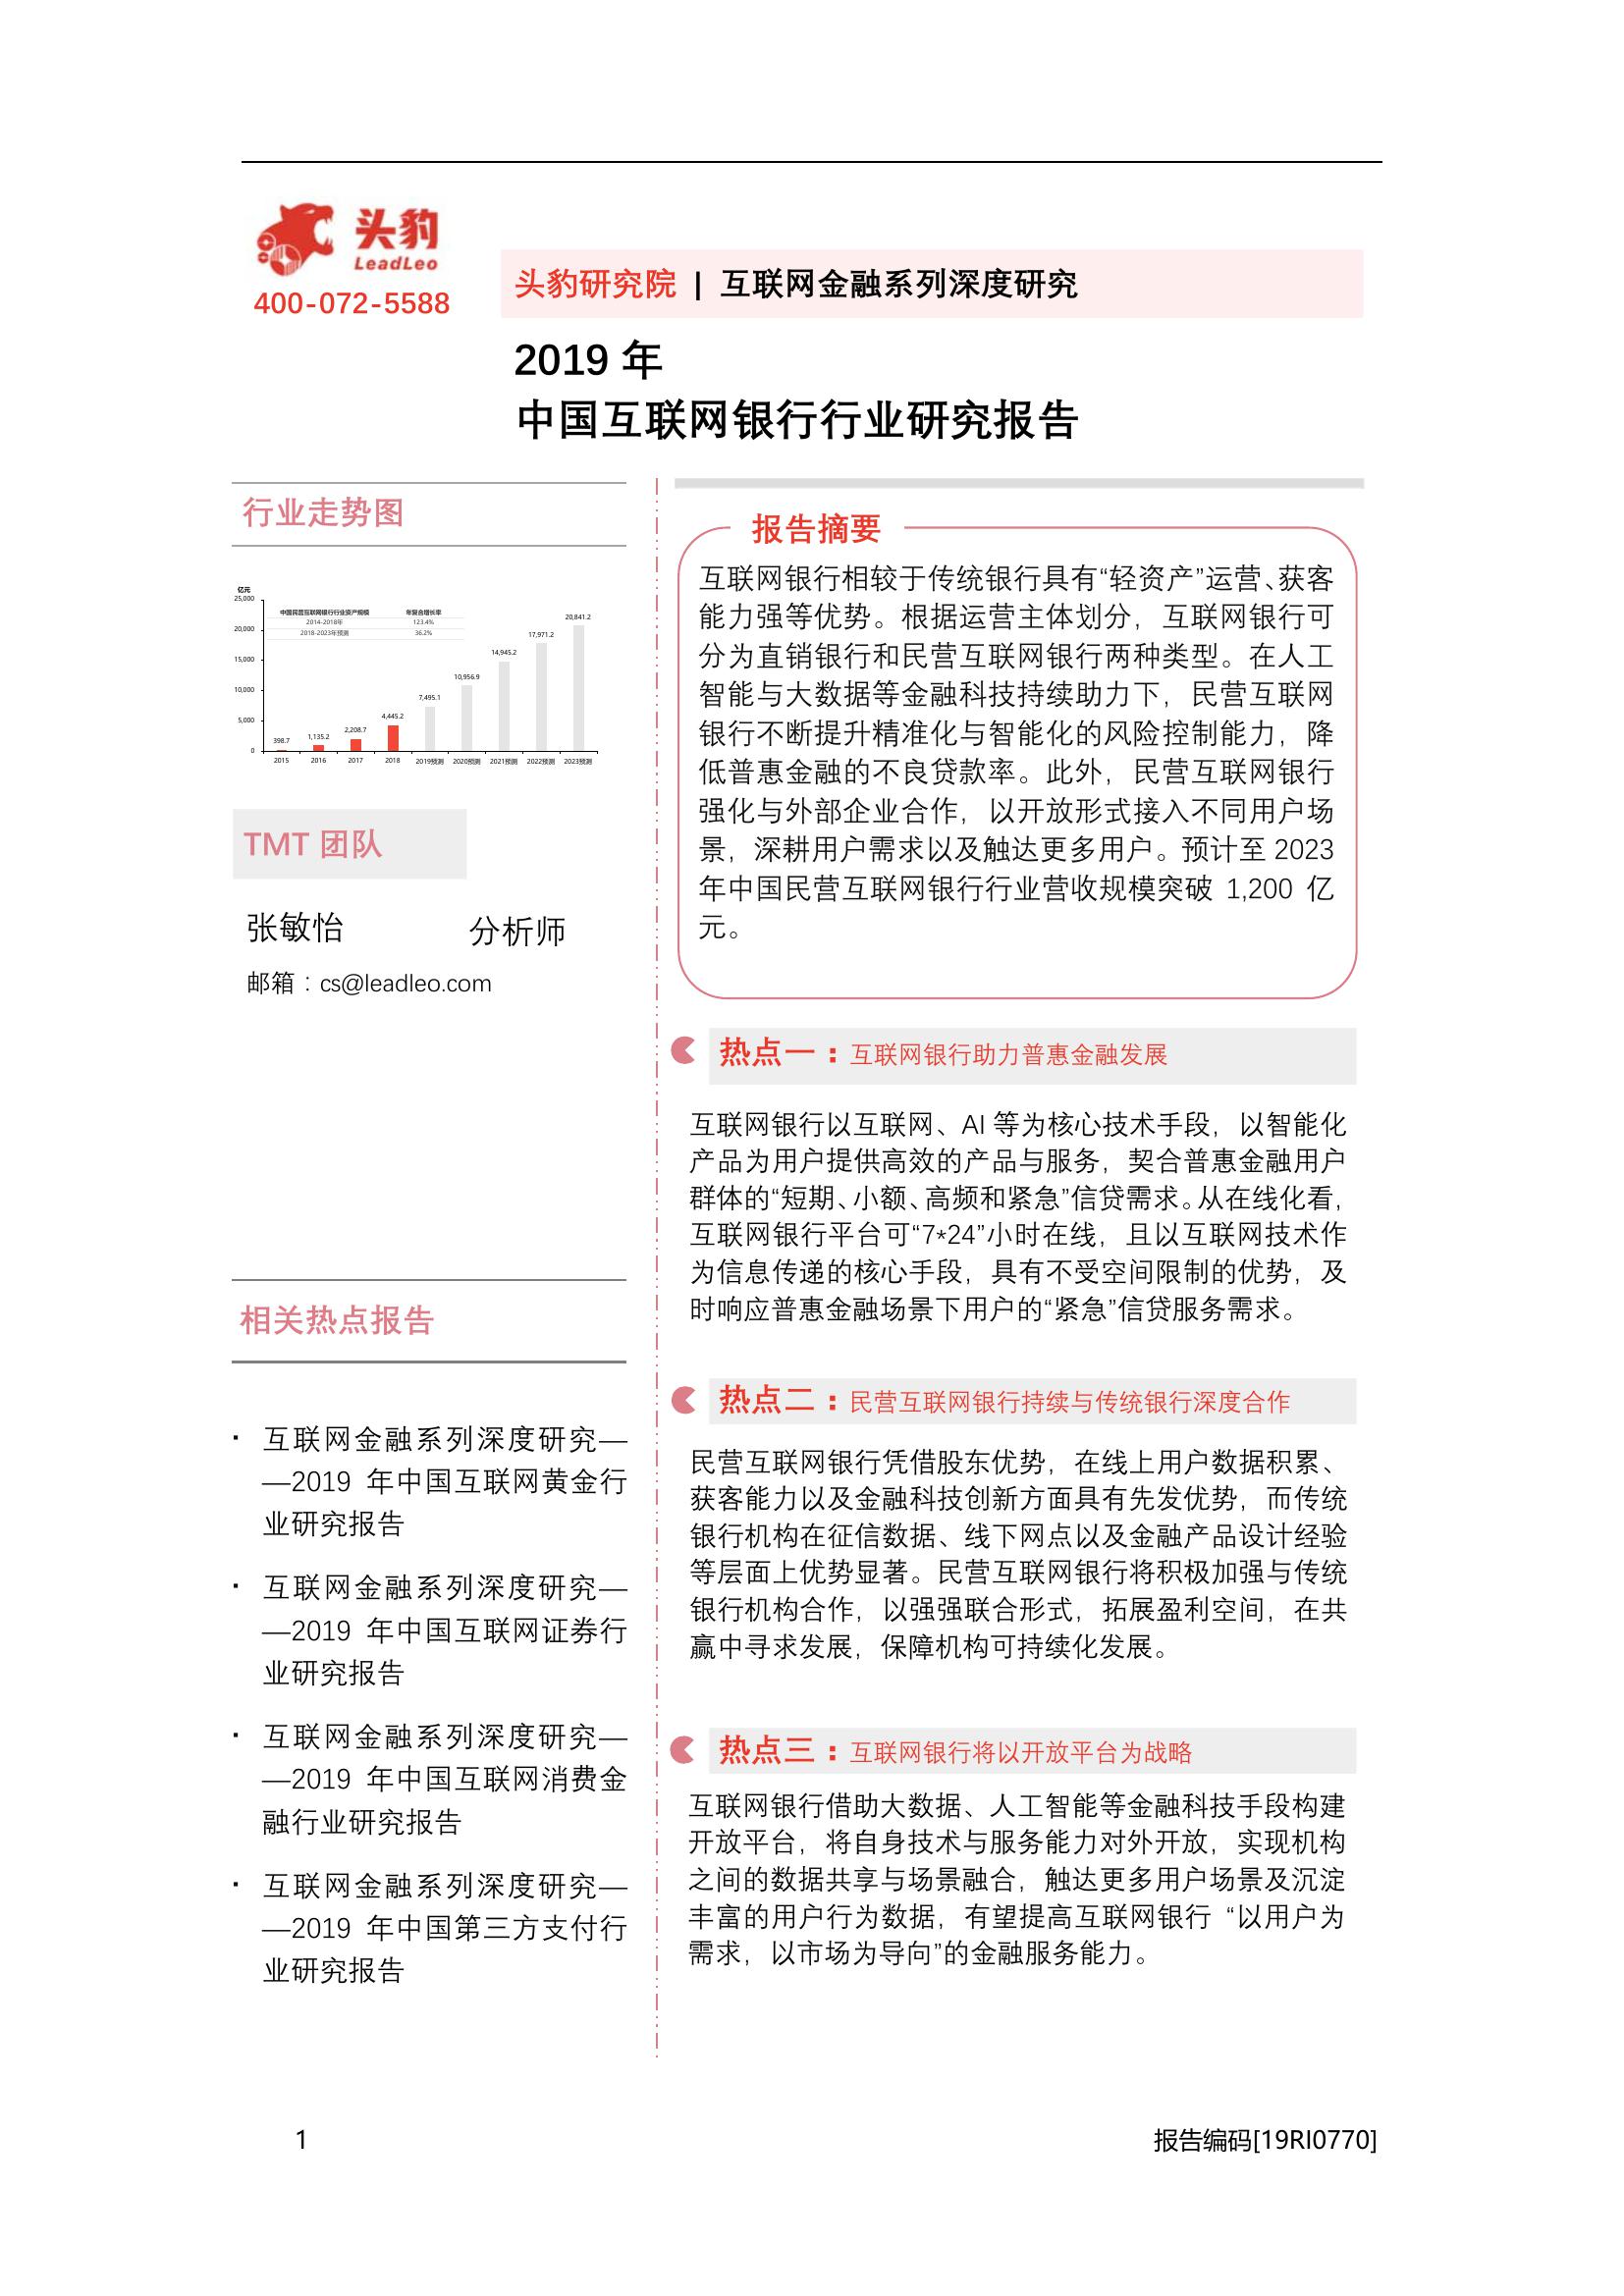 头豹
LeadLeo
400-072-5588
头豹研究院 | 互联网金融系列深度研究
2019 年
中国互联网银行行业研究报告
行业走势图
亿元
25,000
20,000
15,000
10,000
5,000
0
中国民营互联网银行行业资产规模 年复合增长率
2014-2018年 123.4%
2018-2023年预测 36.2%
398.7
1,135.2
2,208.7
4,445.2
7,495.1
10,956.9
14,945.2
17,971.2
20,841.2
2015 2016 2017 2018 2019预测 2020预测 2021预测 2022预测 2023预测
TMT 团队
张敏怡 分析师
邮箱：cs@leadleo.com
相关热点报告
· 互联网金融系列深度研究—
—2019 年中国互联网黄金行
业研究报告
· 互联网金融系列深度研究—
—2019 年中国互联网证券行
业研究报告
· 互联网金融系列深度研究—
—2019 年中国互联网消费金
融行业研究报告
· 互联网金融系列深度研究—
—2019 年中国第三方支付行
业研究报告
报告摘要
互联网银行相较于传统银行具有“轻资产”运营、获客
能力强等优势。根据运营主体划分，互联网银行可
分为直销银行和民营互联网银行两种类型。在人工
智能与大数据等金融科技持续助力下，民营互联网
银行不断提升精准化与智能化的风险控制能力，降
低普惠金融的不良贷款率。此外，民营互联网银行
强化与外部企业合作，以开放形式接入不同用户场
景，深耕用户需求以及触达更多用户。预计至 2023
年中国民营互联网银行行业营收规模突破 1,200 亿
元。
热点一：互联网银行助力普惠金融发展
互联网银行以互联网、AI 等为核心技术手段，以智能化
产品为用户提供高效的产品与服务，契合普惠金融用户
群体的“短期、小额、高频和紧急”信贷需求。从在线化看，
互联网银行平台可“7*24”小时在线，且以互联网技术作
为信息传递的核心手段，具有不受空间限制的优势，及
时响应普惠金融场景下用户的“紧急”信贷服务需求。
热点二：民营互联网银行持续与传统银行深度合作
民营互联网银行凭借股东优势，在线上用户数据积累、
获客能力以及金融科技创新方面具有先发优势，而传统
银行机构在征信数据、线下网点以及金融产品设计经验
等层面上优势显著。民营互联网银行将积极加强与传统
银行机构合作，以强强联合形式，拓展盈利空间，在共
赢中寻求发展，保障机构可持续化发展。
热点三：互联网银行将以开放平台为战略
互联网银行借助大数据、人工智能等金融科技手段构建
开放平台，将自身技术与服务能力对外开放，实现机构
之间的数据共享与场景融合，触达更多用户场景及沉淀
丰富的用户行为数据，有望提高互联网银行 “以用户为
需求，以市场为导向”的金融服务能力。
1
报告编码[19RI0770]